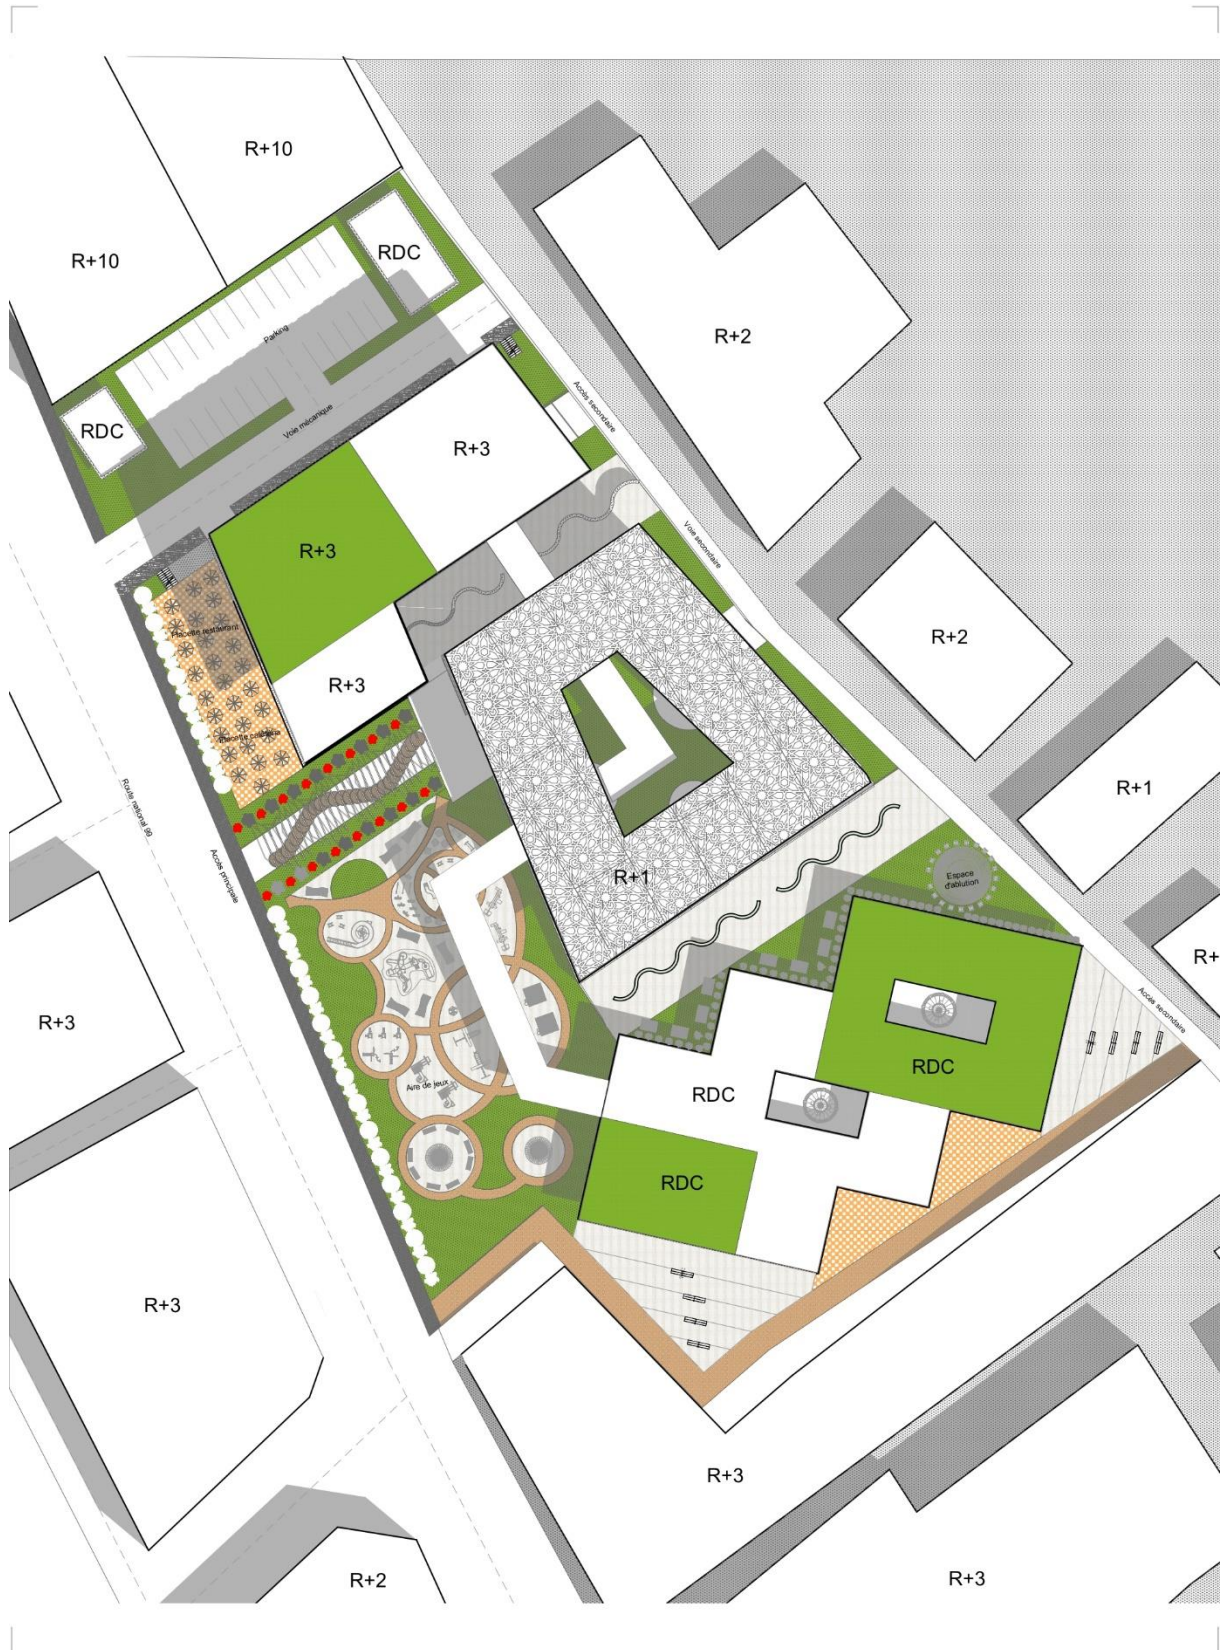 R+10
R+10
RDC
R+2
Parking
RDC
Voie mécanique
Accès secondaire
R+3
R+3
Voie secondaire
Placette restaurant
R+2
R+3
Route national 99
Accès principale
R+1
R+1
Espace
d'ablution
R+
R+3
Accès secondaire
Aire de jeux
RDC
RDC
RDC
R+3
R+3
R+3
R+2